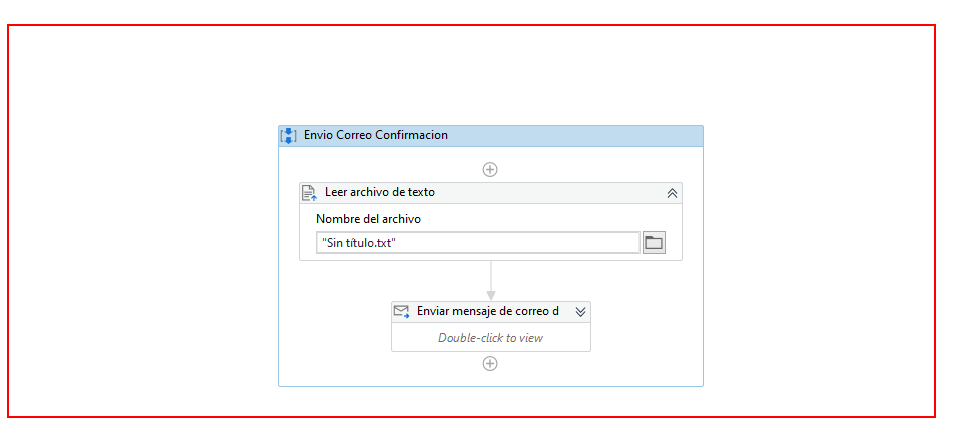 Envio Correo Confirmacion
Leer archivo de texto
Nombre del archivo
"Sin título.txt"
Enviar mensaje de correo d
Double-click to view